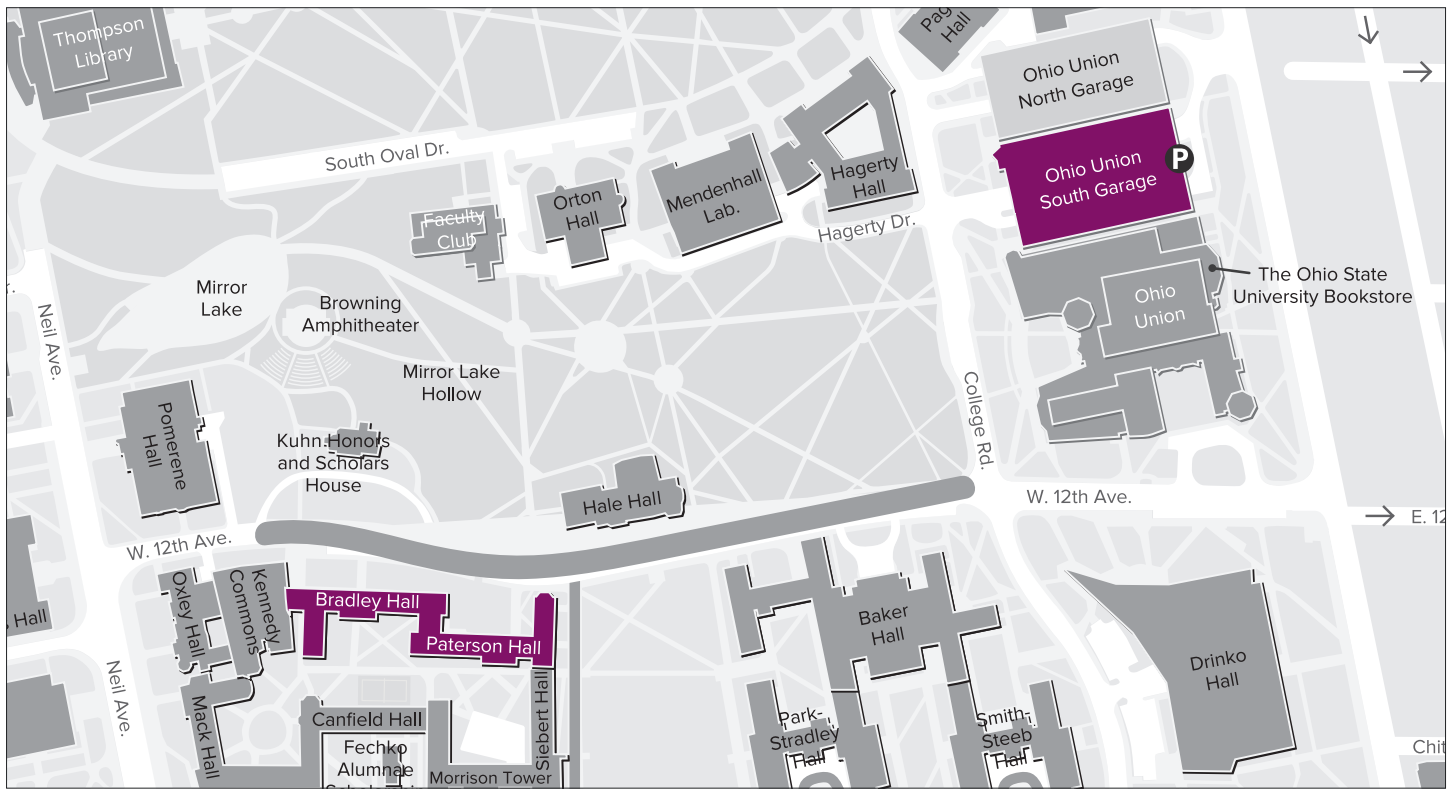 Thompson
Library
Pag
Hall
Ohio Union
North Garage
Ohio Union
South Garage
P
South Oval Dr.
Hagerty
Hall
Mendenhall
Lab.
Orton
Hall
Faculty
Club
Hagerty Dr.
The Ohio State
University Bookstore
Ohio
Union
r.
Mirror
Lake
Browning
Amphitheater
Neil Ave.
Mirror Lake
Hollow
College Rd.
Pomerene
Hall
Kuhn Honors
and Scholars
House
Hale Hall
W. 12th Ave.
E. 12
W. 12th Ave.
Oxley Hall
Kennedy
Commons
Bradley Hall
Paterson Hall
s Hall
Baker
Hall
Drinko
Hall
Neil Ave.
Mack Hall
Canfield Hall
Siebert Hall
Fechko
Alumnae
Morrison Tower
Park-
Stradley
Hall
Smith-
Steeb
Hall
Chit